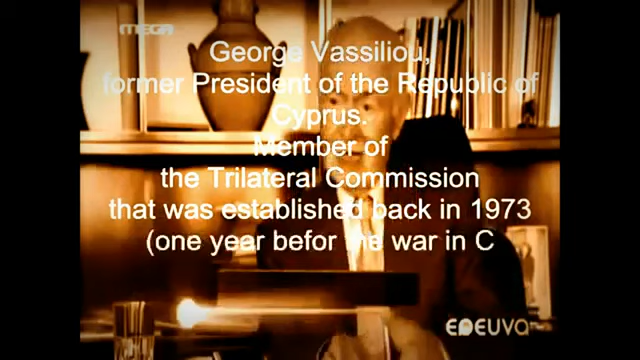 MEGA
George Vassiliou,
former President of the Republic of
Cyprus.
Member of
the Trilateral Commission
that was established back in 1973
(one year befor the war in C
ΕΡΕΥΝΑ